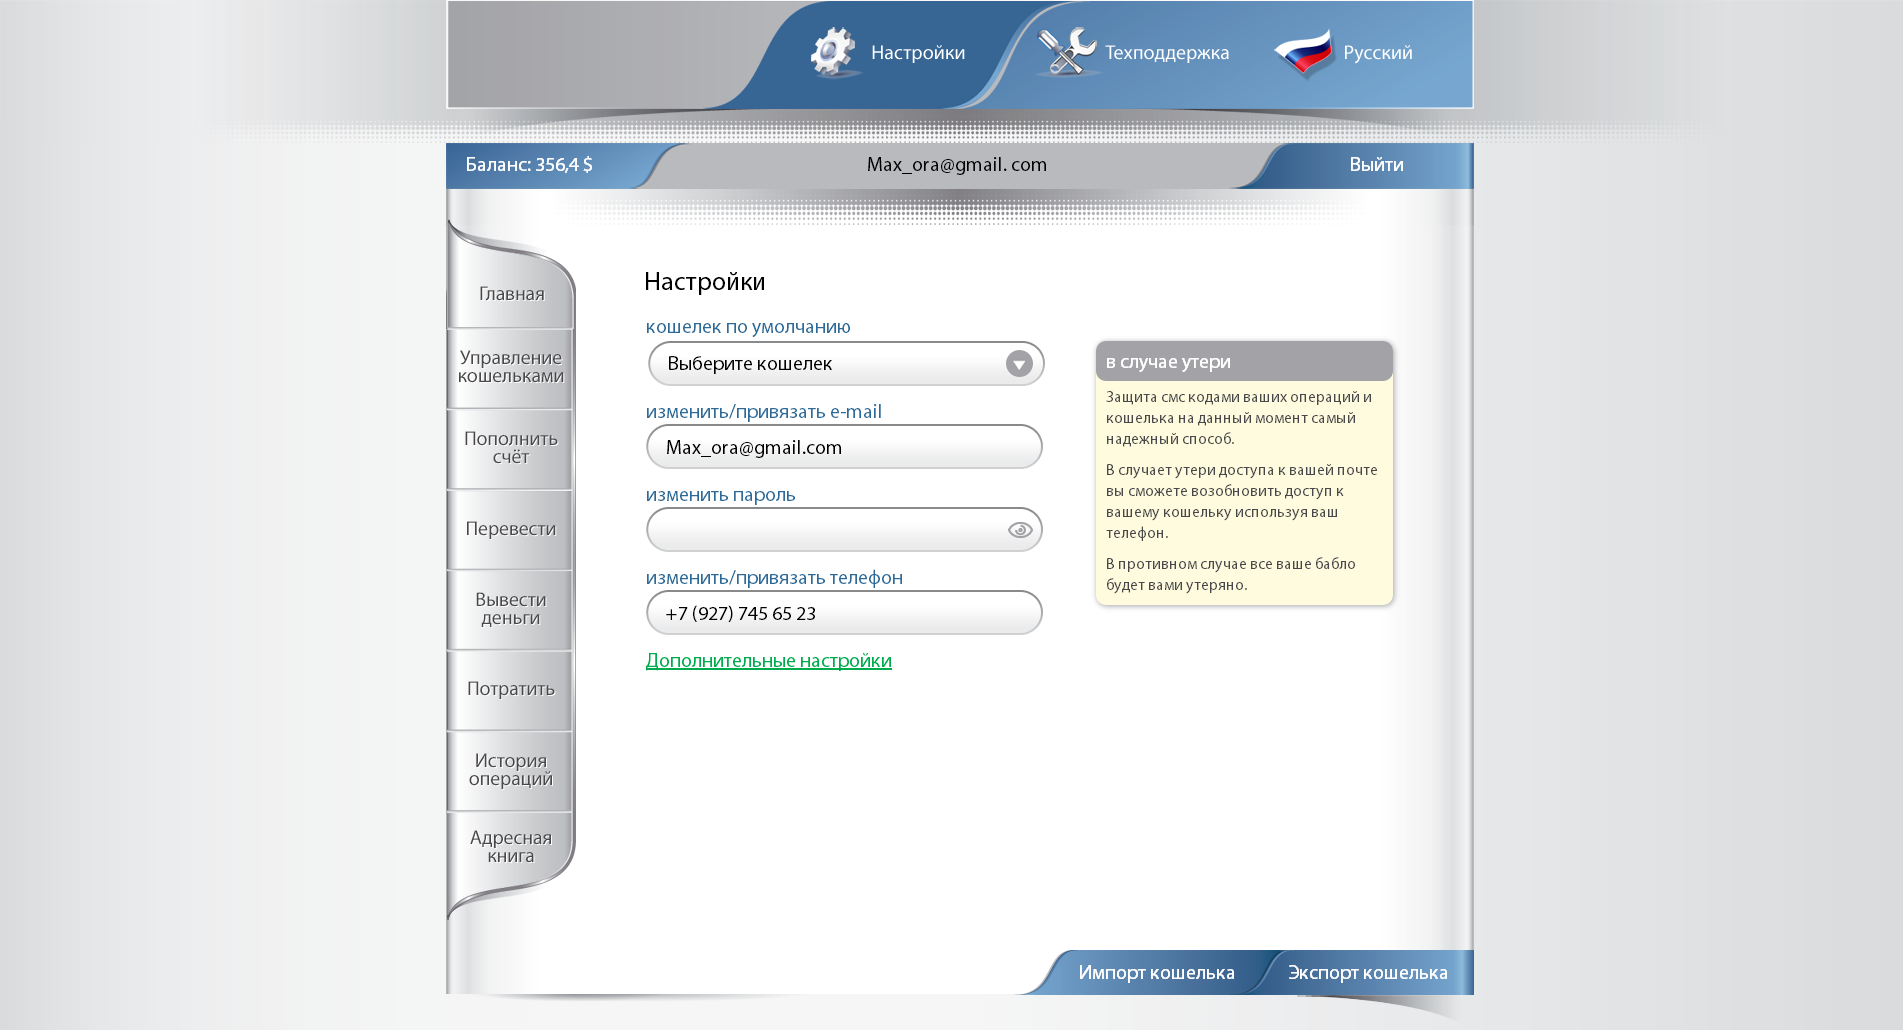 Настройки
Техподдержка
Русский
Баланс: 356,4 $
Max_ora@gmail. com
Выйти
Главная
Управление
кошельками
Пополнить
счёт
Перевести
Вывести
деньги
Потратить
История
операций
Адресная
книга
Настройки
кошелек по умолчанию
Выберите кошелек
изменить/привязать e-mail
Max_ora@gmail.com
изменить пароль
изменить/привязать телефон
+7 (927) 745 65 23
Дополнительные настройки
в случае утери
Защита смс кодами ваших операций и
кошелька на данный момент самый
надежный способ.
В случает утери доступа к вашей почте
вы сможете возобновить доступ к
вашему кошельку используя ваш
телефон.
В противном случае все ваше бабло
будет вами утеряно.
Импорт кошелька
Экспорт кошелька